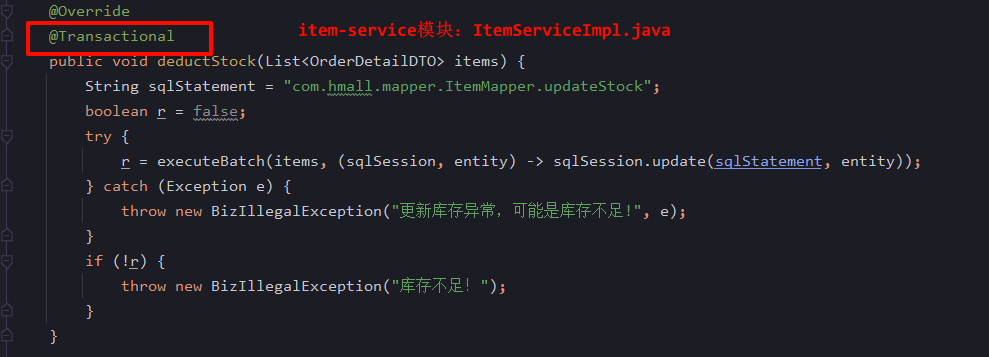 @Override
@Transactional
item-service模块：ItemServiceImpl.java
public void deductStock(List<OrderDetailDTO> items) {
String sqlStatement = "com.hmall.mapper.ItemMapper.updateStock";
boolean r = false;
try {
r = executeBatch(items, (sqlSession, entity) -> sqlSession.update(sqlStatement, entity));
} catch (Exception e) {
throw new BizIllegalException("更新库存异常，可能是库存不足!", e);
}
if (!r) {
throw new BizIllegalException("库存不足！");
}
}